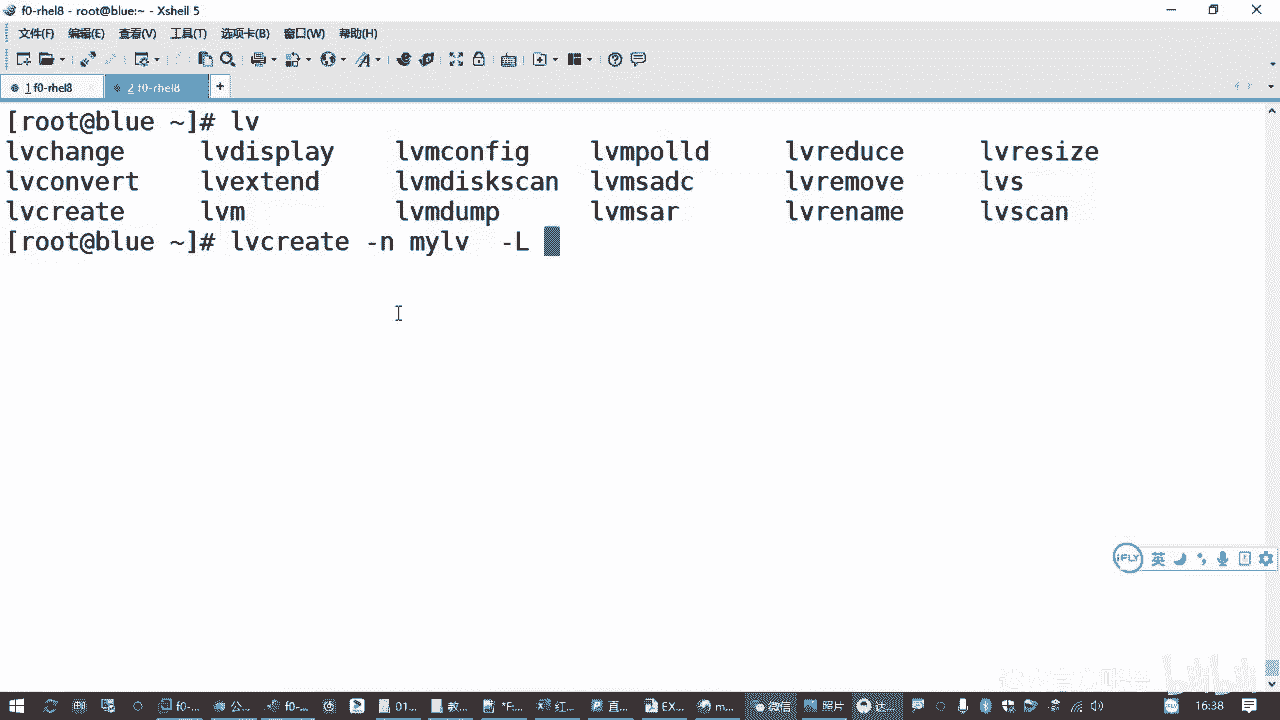 f0-rhel8 - root@blue:~ - Xshell 5
文件(F) 编辑(E) 查看(V) 工具(T) 选项卡(B) 窗口(W) 帮助(H)
1 f0-rhel8 2 f0-rhel8 +
[root@blue ~]# lv
lvchange lvdisplay lvmconfig lvmpolld lvreduce lvresize
lvconvert lvextend lvmdiskscan lvmsadc lvremove lvs
lvcreate lvm lvmdump lvmsar lvrename lvscan
[root@blue ~]# lvcreate -n mylv -L
iFLY 英
f0-... 公... f0-... 01... 教... *F... 红... 直... EX... m... 微信 照片 iFLY 16:38